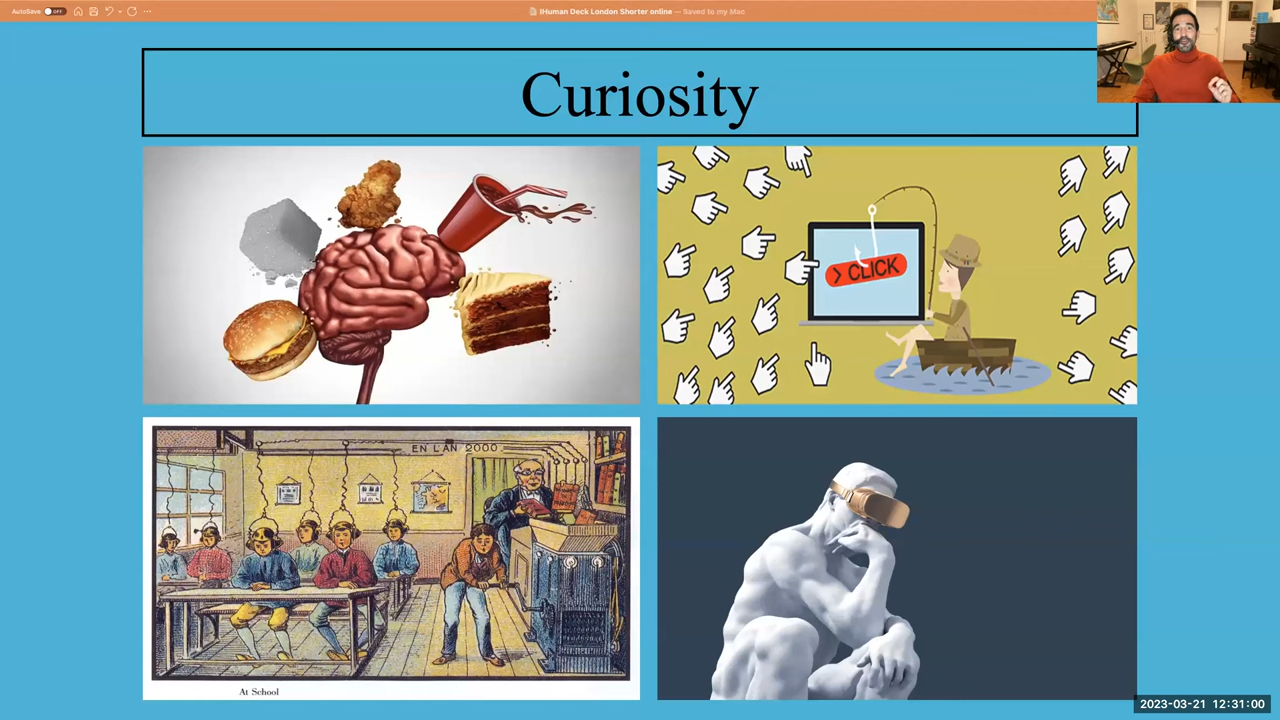 AutoSave OFF
IHuman Deck London Shorter online — Saved to my Mac
Curiosity
> CLICK
EN L'AN 2000
At School
2023-03-21 12:31:00